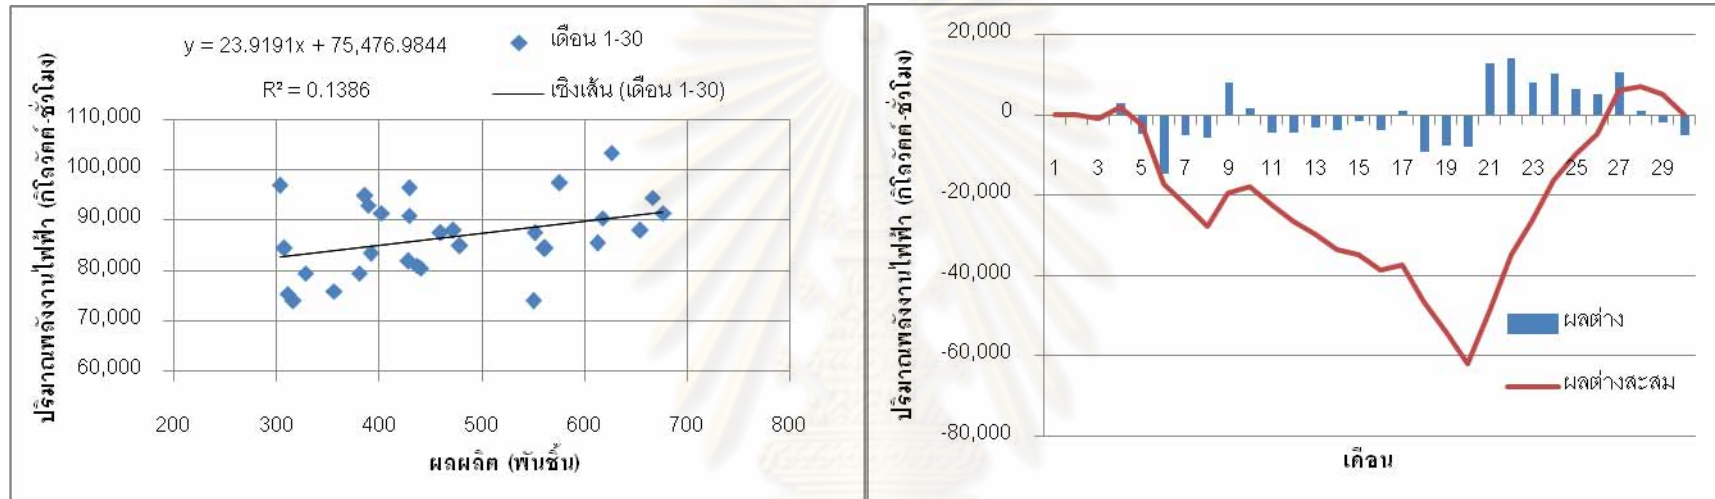 y = 23.9191x + 75,476.9844
R² = 0.1386
เดือน 1-30
เชิงเส้น (เดือน 1-30)
ปริมาณพลังงานไฟฟ้า (กิโลวัตต์-ชั่วโมง)
110,000
100,000
90,000
80,000
70,000
60,000
200 300 400 500 600 700 800
ผลผลิต (พันชิ้น)
ปริมาณพลังงานไฟฟ้า (กิโลวัตต์-ชั่วโมง)
20,000
0
-20,000
-40,000
-60,000
-80,000
1 3 5 7 9 11 13 15 17 19 21 23 25 27 29
ผลต่าง
ผลต่างสะสม
เดือน